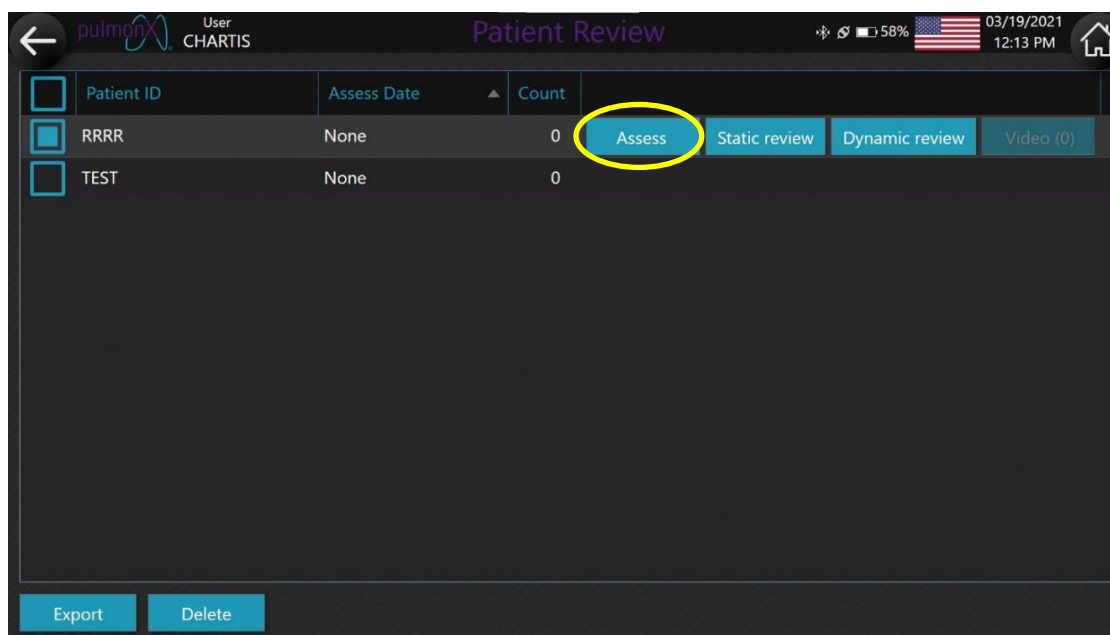 pulmonx User CHARTIS Patient Review 58% 03/19/2021 12:13 PM
Patient ID Assess Date Count
RRRR None 0 Assess Static review Dynamic review Video (0)
TEST None 0
Export Delete